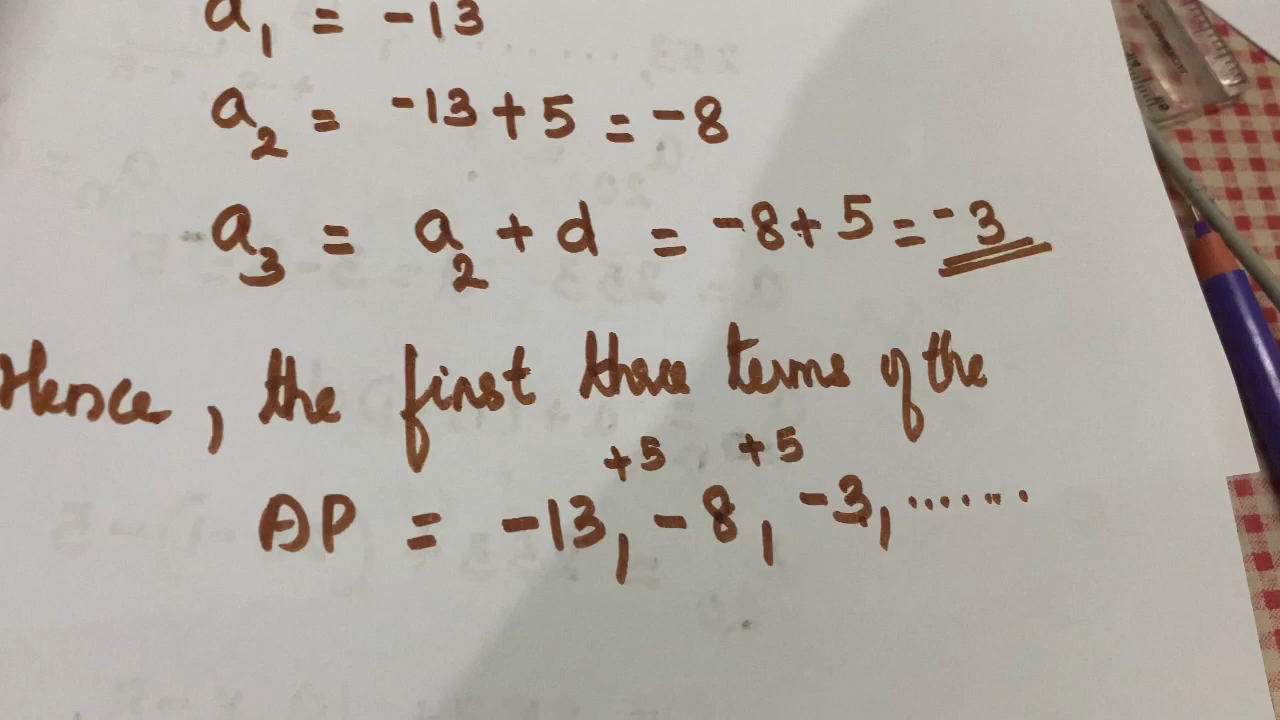 a₁ = -13
a₂ = -13 + 5 = -8
a₃ = a₂ + d = -8 + 5 = -3
Hence, the first three terms of the
+5 +5
AP = -13, -8, -3, .......